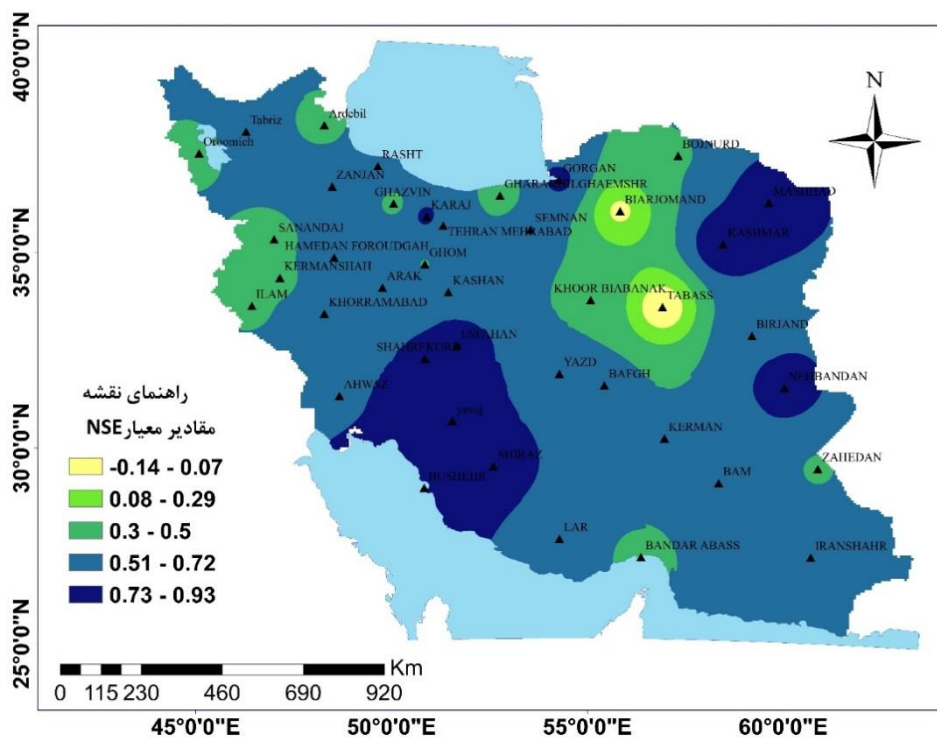 40°0'0"N
35°0'0"N
30°0'0"N
25°0'0"N
N
Tabriz
Ardebil
Oroomieh
RASHT
BOJNURD
ZANJAN
GHAZVIN
GHARAKHILGHAEMSHR
GORGAN
BIARJOMAND
MASHHAD
KARAJ
TEHRAN MEHRABAD
SEMNAN
KASHMAR
SANANDAJ
HAMEDAN FOROUDGAH
GHOM
KERMANSHAH
ARAK
KASHAN
KHOOR BIABANAK
TABASS
ILAM
KHORRAMABAD
BIRJAND
ESFAHAN
SHAHREKORD
YAZD
BAFGH
NEHBANDAN
AHWAZ
yasuj
KERMAN
SHIRAZ
ZAHEDAN
BUSHEHR
BAM
LAR
BANDAR ABASS
IRANSHAHR
راهنمای نقشه
مقادیر معیار NSE
-0.14 - 0.07
0.08 - 0.29
0.3 - 0.5
0.51 - 0.72
0.73 - 0.93
Km
0 115 230 460 690 920
45°0'0"E 50°0'0"E 55°0'0"E 60°0'0"E